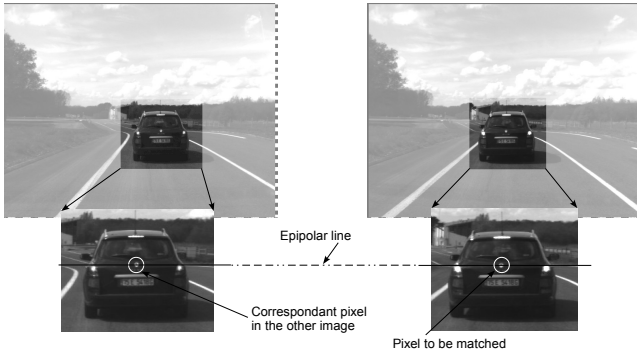 Epipolar line
Correspondant pixel
in the other image
Pixel to be matched